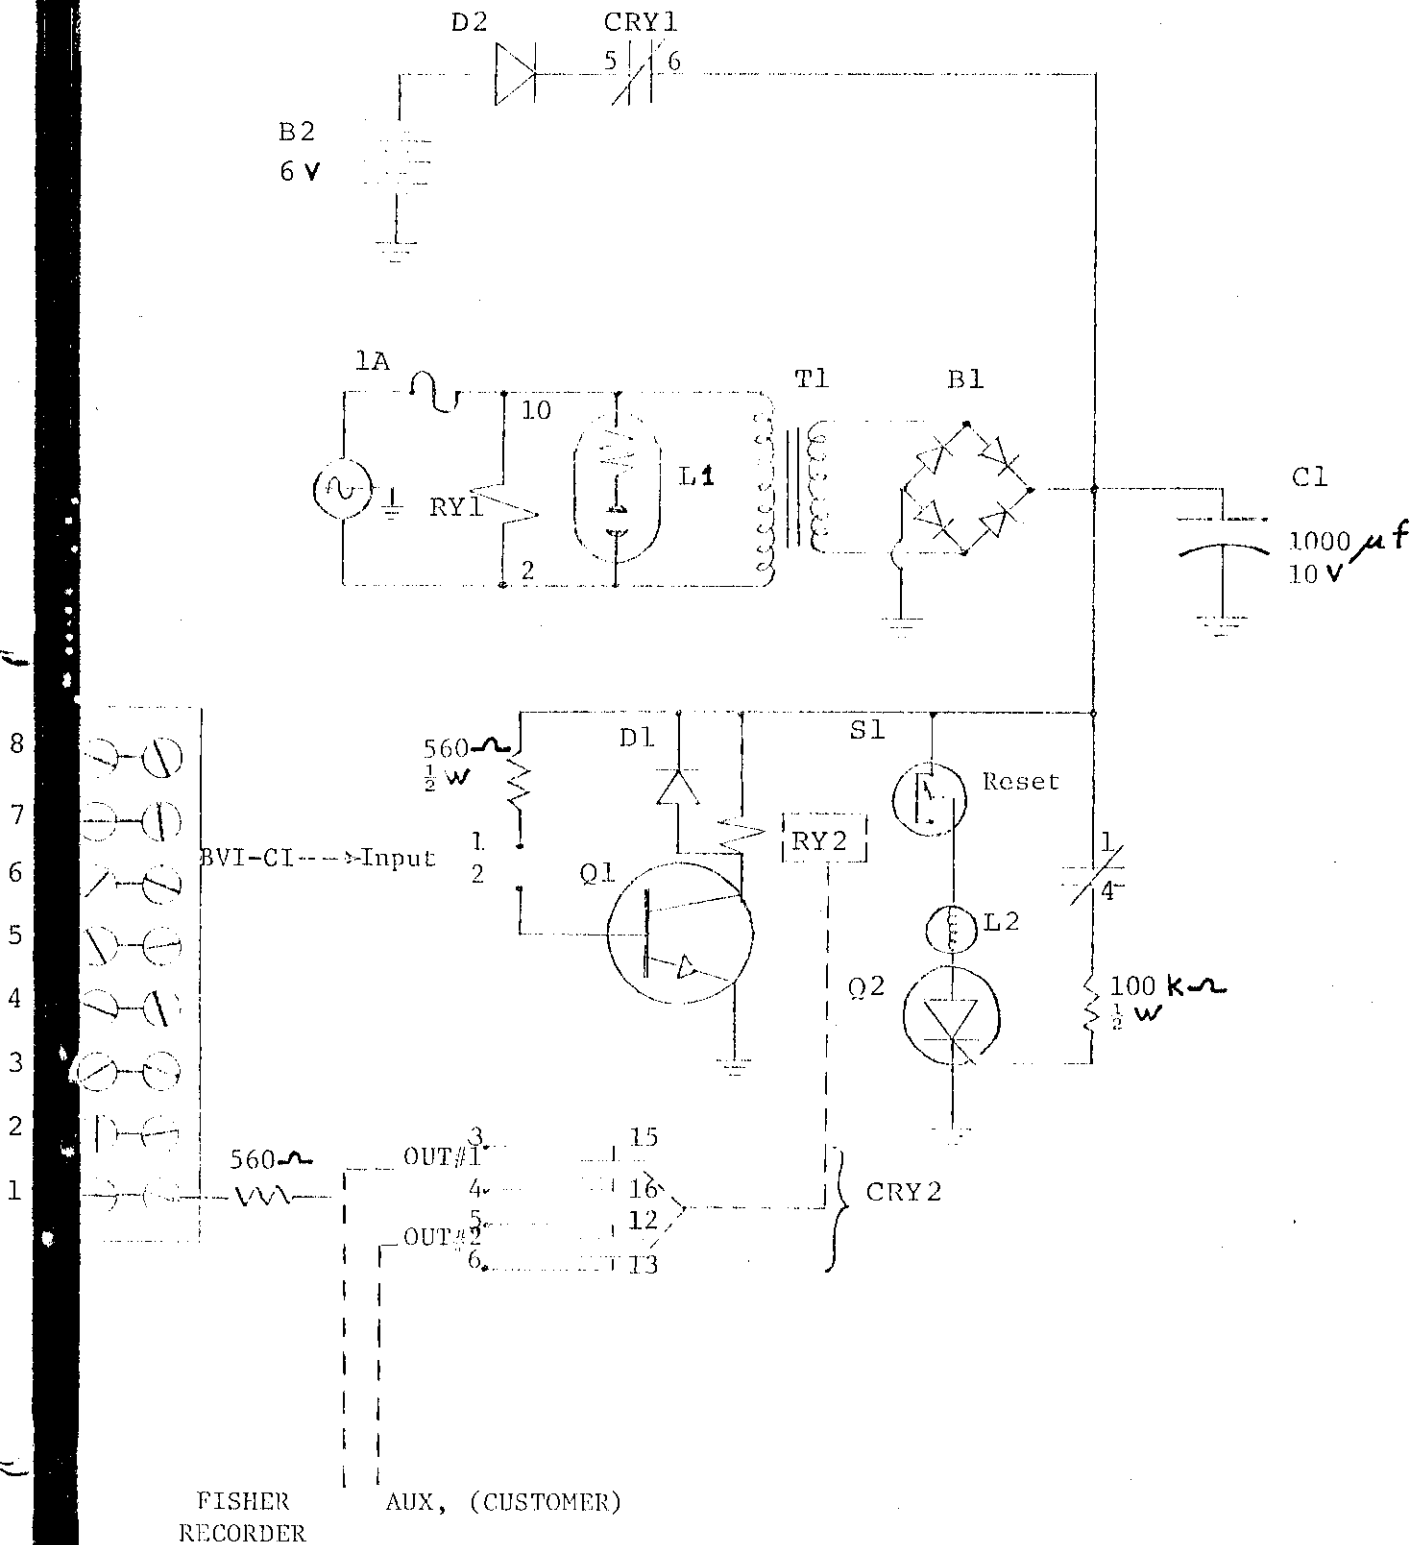 D2
CRY1
5
6
B2
6 V
1A
10
T1
B1
L1
RY1
C1
1000 μf
10 V
2
8
7
6
5
4
3
2
1
560Ω
½ W
D1
S1
Reset
BVI-CI---->Input
1
2
RY2
Q1
1
4
L2
Q2
100 kΩ
½ W
560Ω
OUT#1
3
4
15
16
OUT#2
5
6
12
13
CRY2
FISHER
RECORDER
AUX, (CUSTOMER)